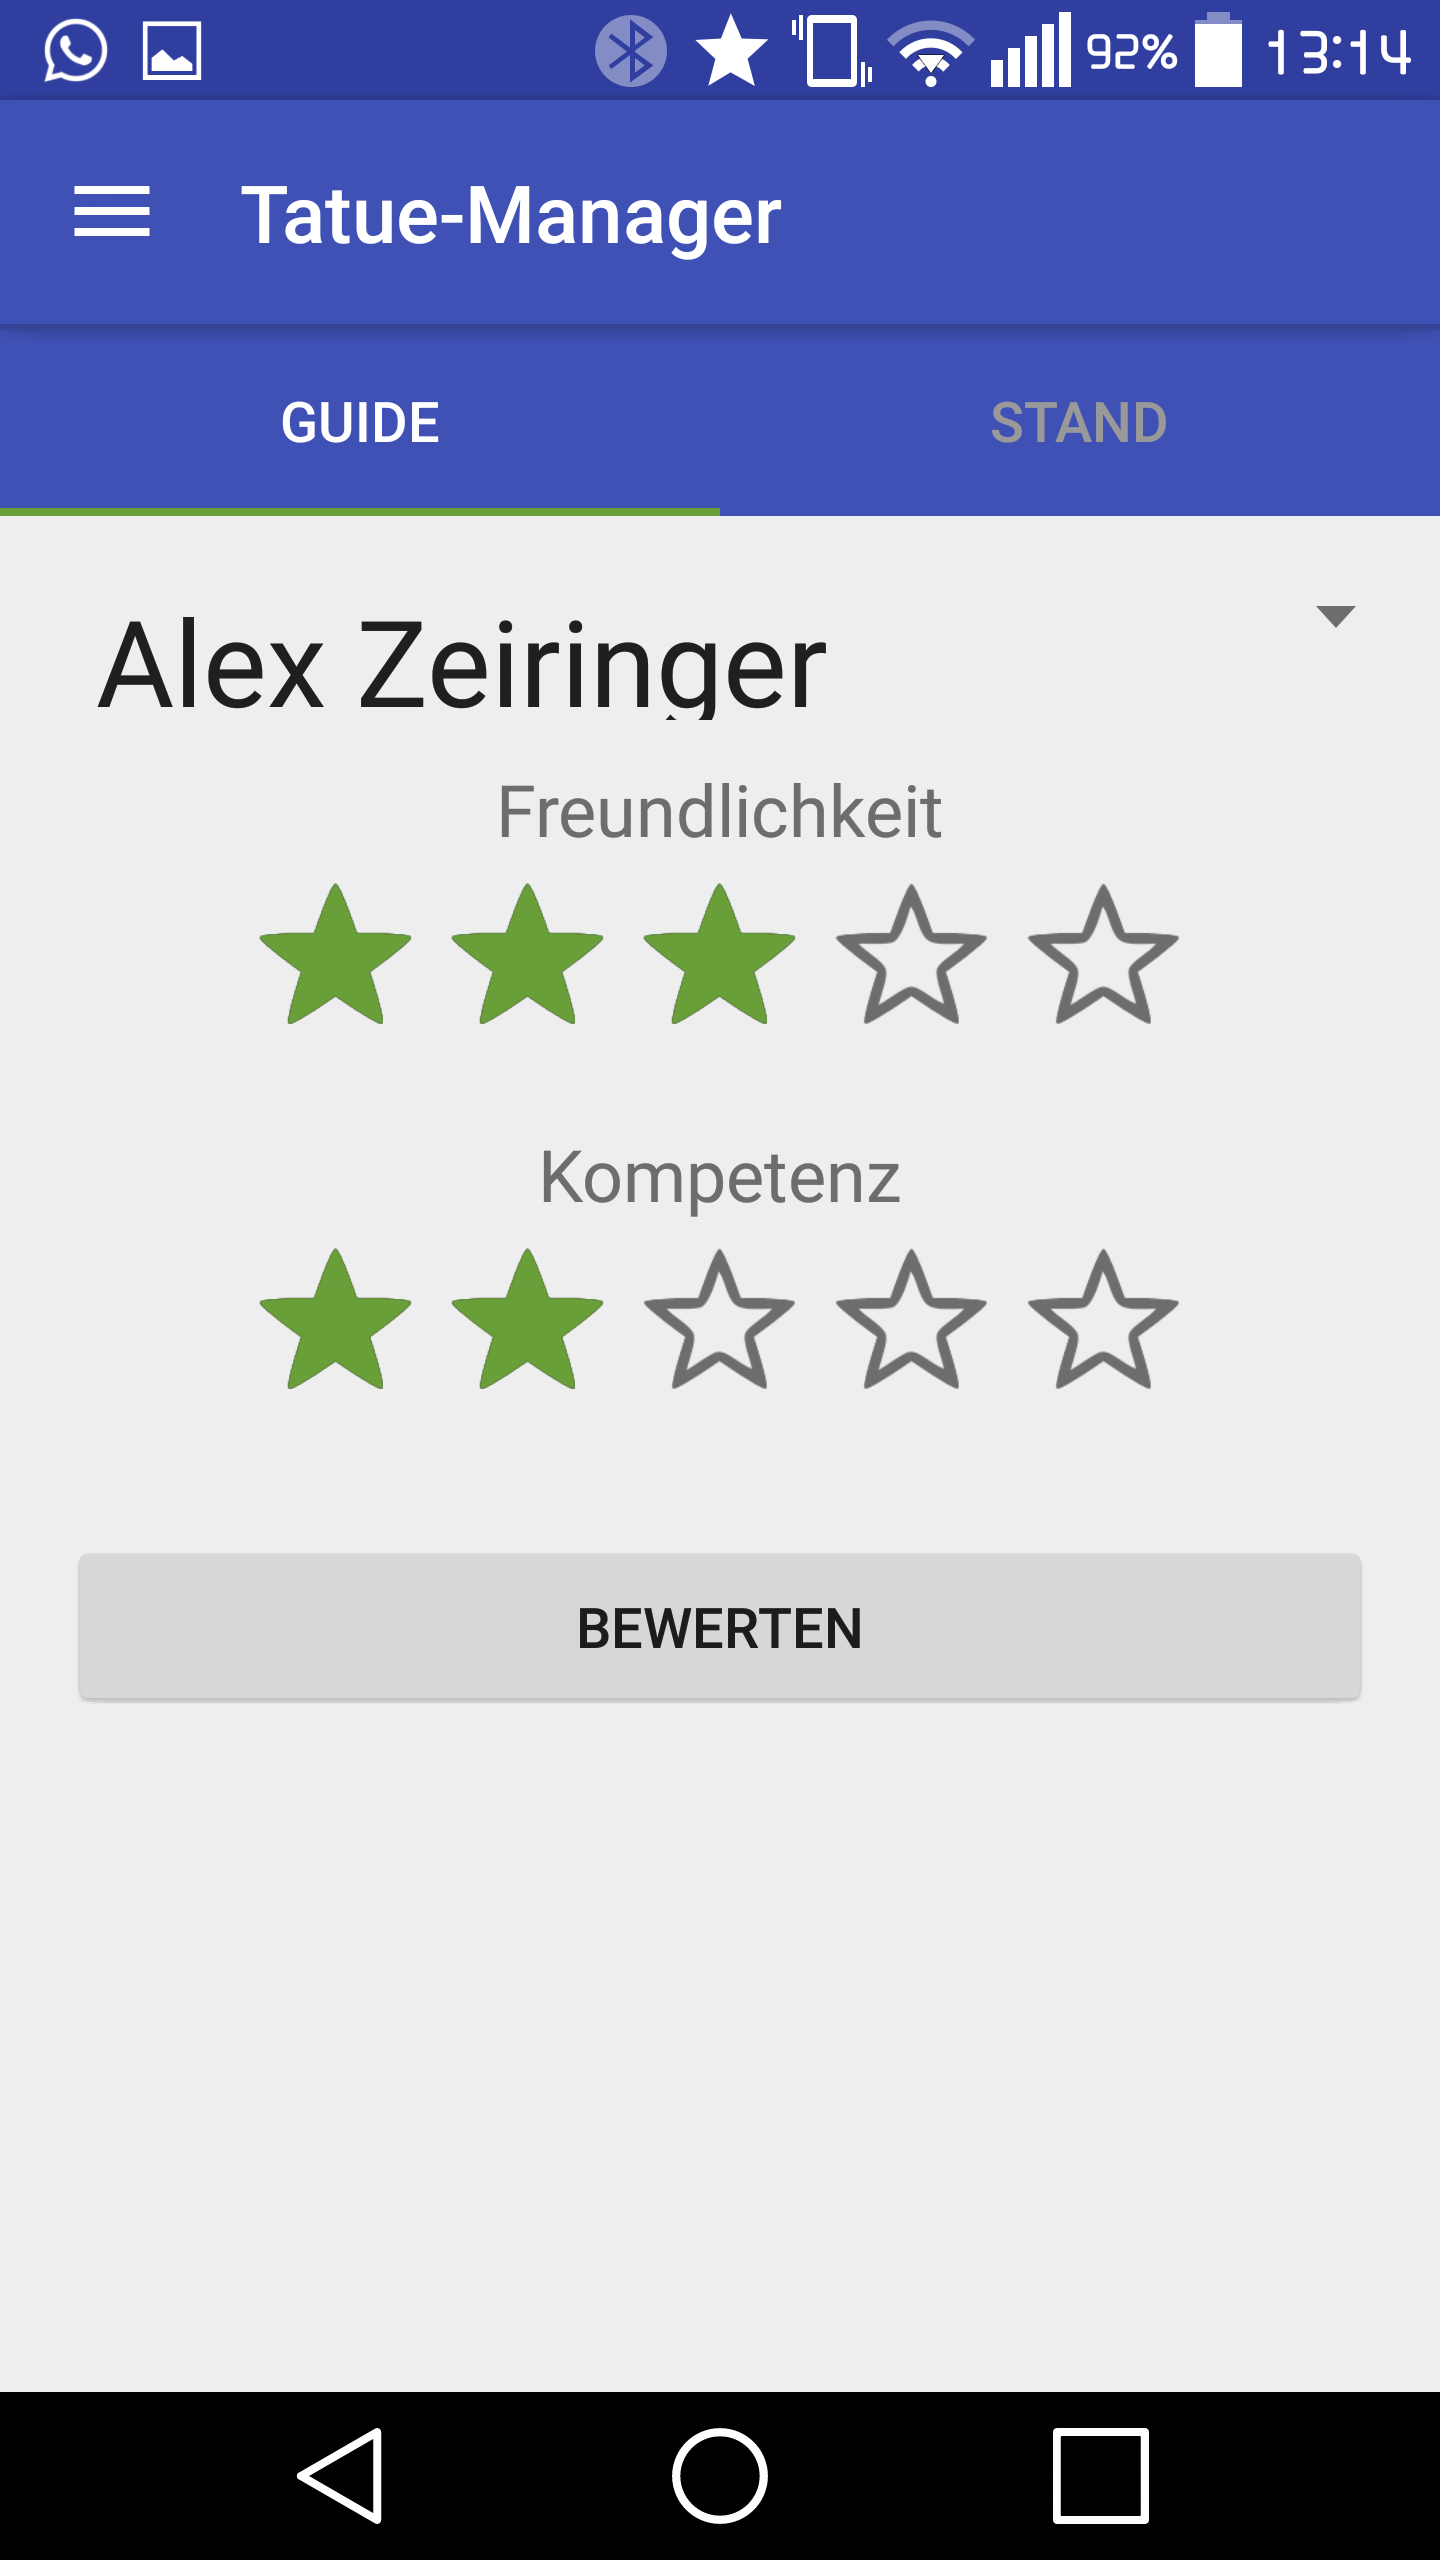 92% 13:14
Tatue-Manager
GUIDE STAND
Alex Zeiringer
Freundlichkeit
Kompetenz
BEWERTEN